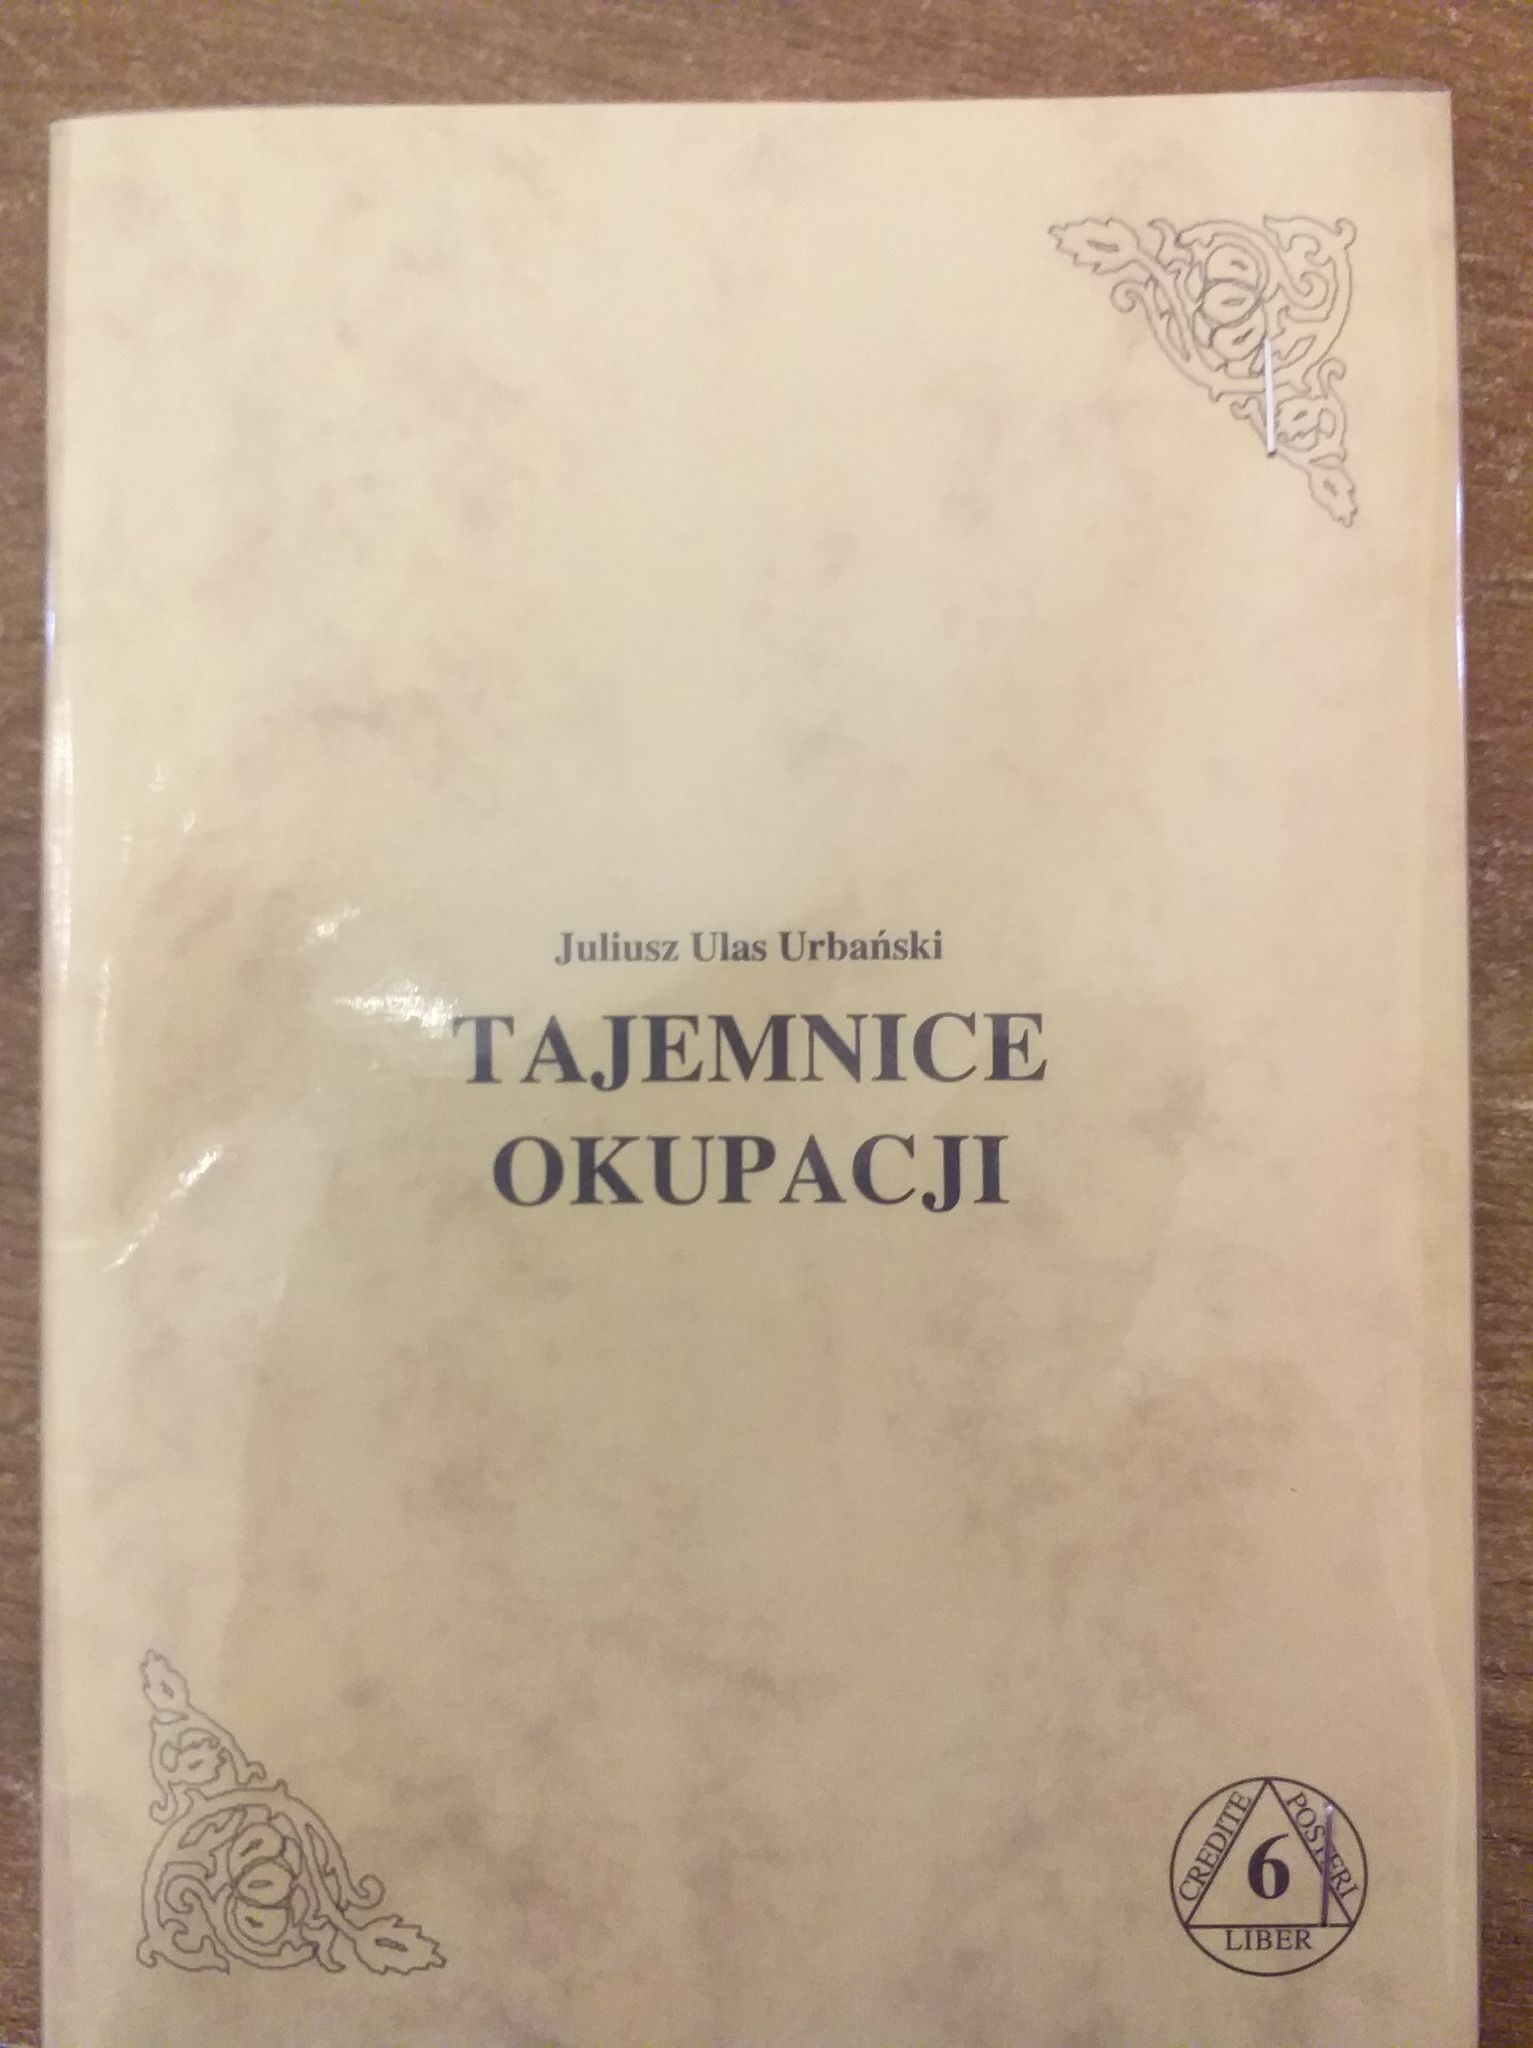 Juliusz Ulas Urbański
TAJEMNICE
OKUPACJI
CREDITE
POSTERI
6
LIBER